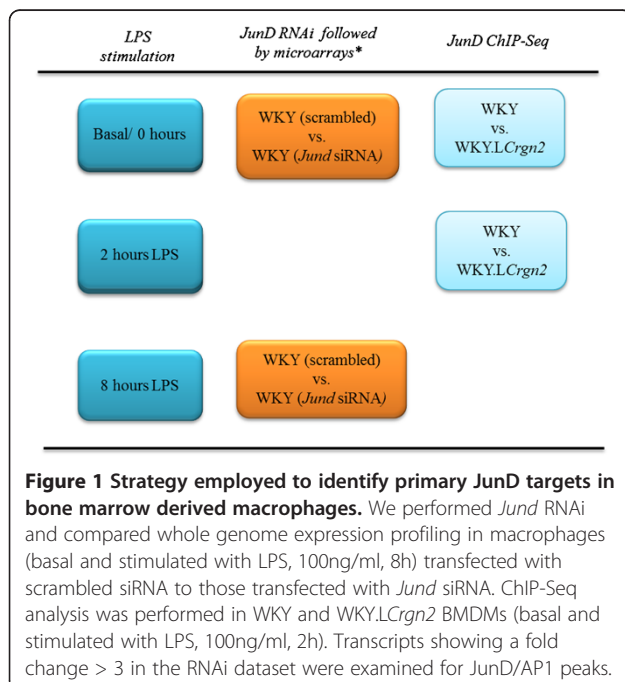 LPS stimulation
JunD RNAi followed by microarrays*
JunD ChIP-Seq
Basal/ 0 hours
WKY (scrambled)
vs.
WKY (Jund siRNA)
WKY
vs.
WKY.LCrgn2
2 hours LPS
WKY
vs.
WKY.LCrgn2
8 hours LPS
WKY (scrambled)
vs.
WKY (Jund siRNA)
Figure 1 Strategy employed to identify primary JunD targets in
bone marrow derived macrophages. We performed Jund RNAi
and compared whole genome expression profiling in macrophages
(basal and stimulated with LPS, 100ng/ml, 8h) transfected with
scrambled siRNA to those transfected with Jund siRNA. ChIP-Seq
analysis was performed in WKY and WKY.LCrgn2 BMDMs (basal and
stimulated with LPS, 100ng/ml, 2h). Transcripts showing a fold
change > 3 in the RNAi dataset were examined for JunD/AP1 peaks.